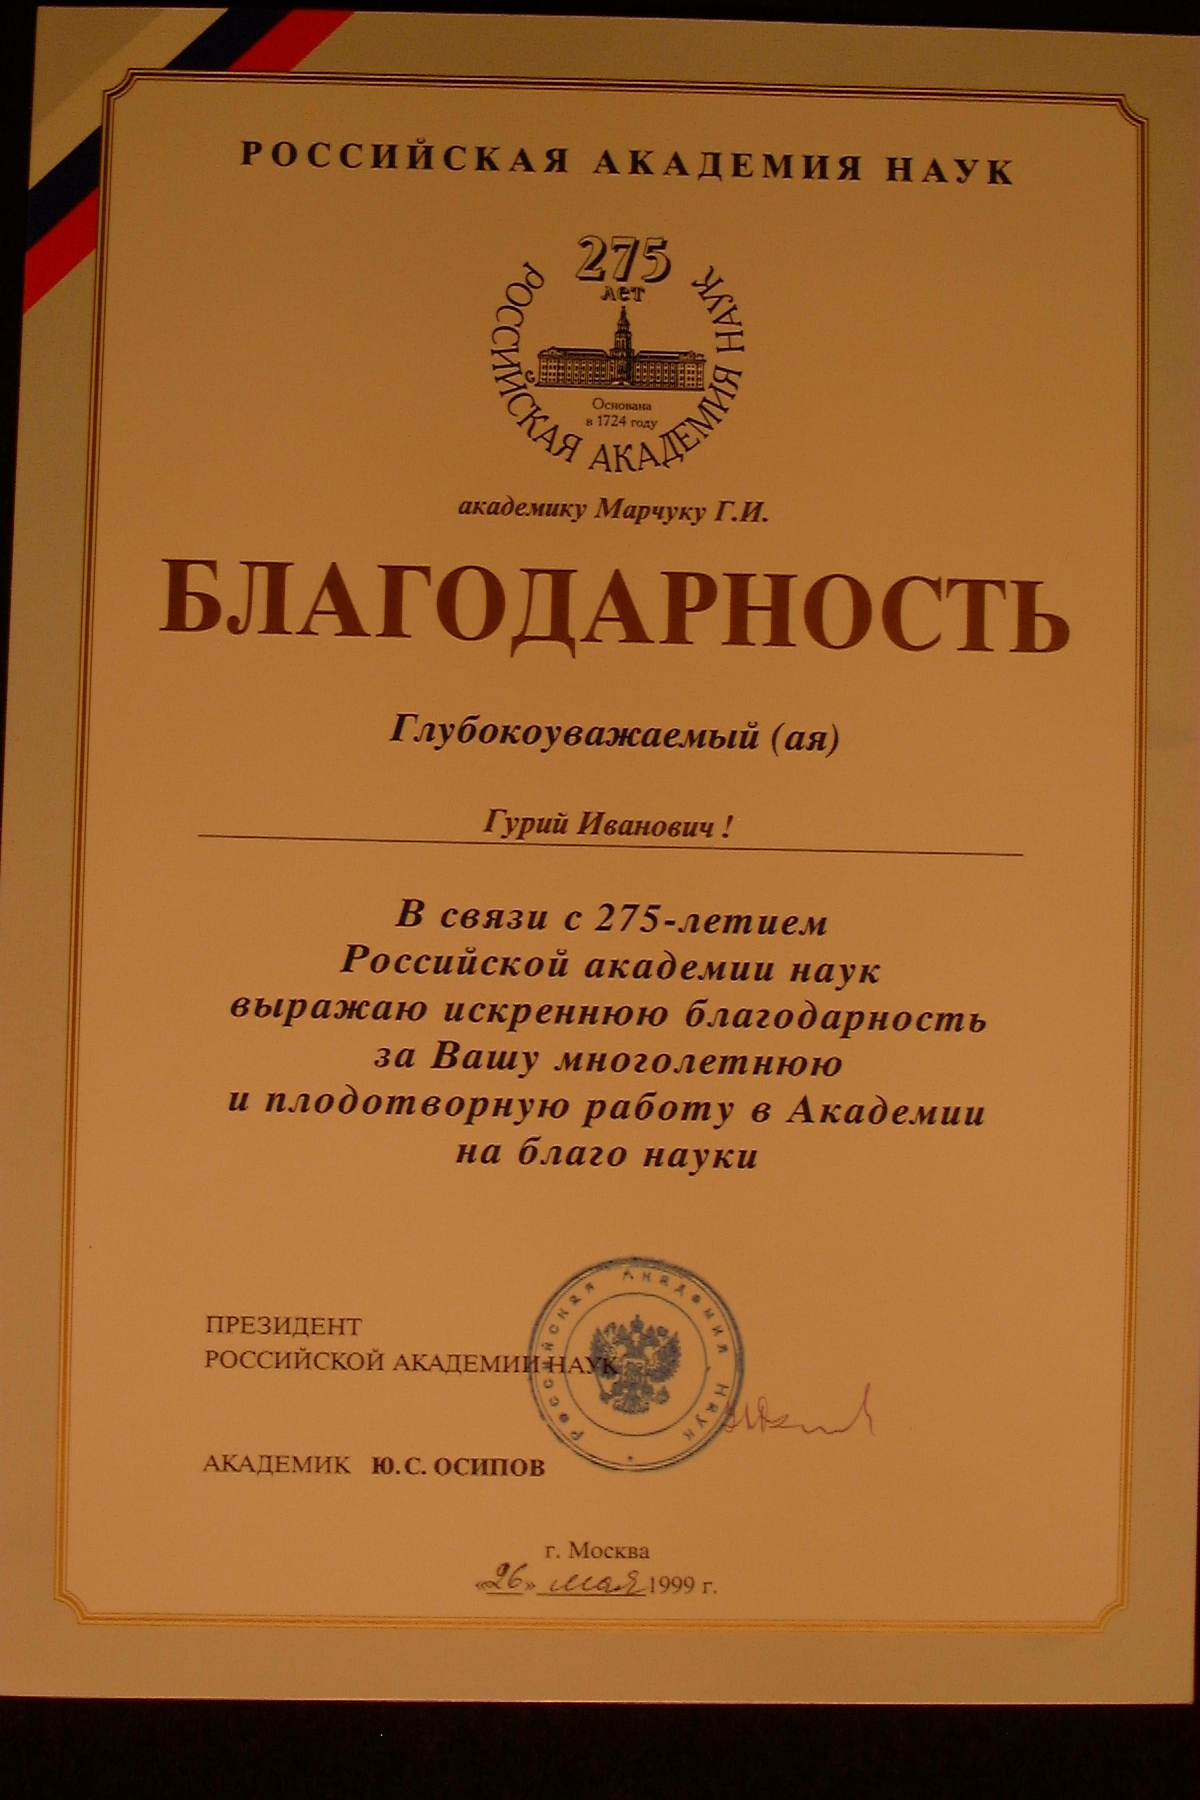 РОССИЙСКАЯ АКАДЕМИЯ НАУК
275
лет
РОССИЙСКАЯ АКАДЕМИЯ НАУК
Основана
в 1724 году
академику Марчуку Г.И.
БЛАГОДАРНОСТЬ
Глубокоуважаемый (ая)
Гурий Иванович !
В связи с 275-летием
Российской академии наук
выражаю искреннюю благодарность
за Вашу многолетнюю
и плодотворную работу в Академии
на благо науки
Российская Академия Наук
ПРЕЗИДЕНТ
РОССИЙСКОЙ АКАДЕМИИ НАУК
АКАДЕМИК Ю.С. ОСИПОВ
г. Москва
«26» мая 1999 г.